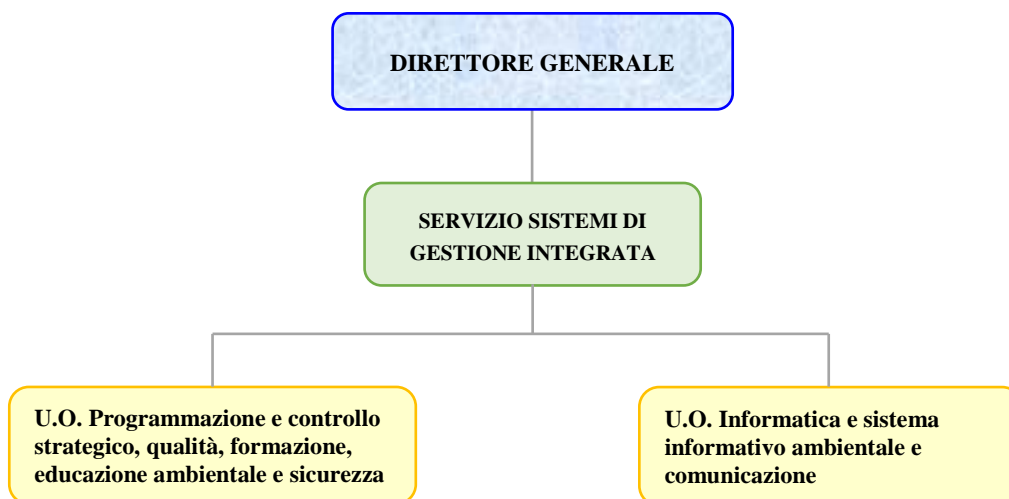 DIRETTORE GENERALE
SERVIZIO SISTEMI DI
GESTIONE INTEGRATA
U.O. Programmazione e controllo
strategico, qualità, formazione,
educazione ambientale e sicurezza
U.O. Informatica e sistema
informativo ambientale e
comunicazione